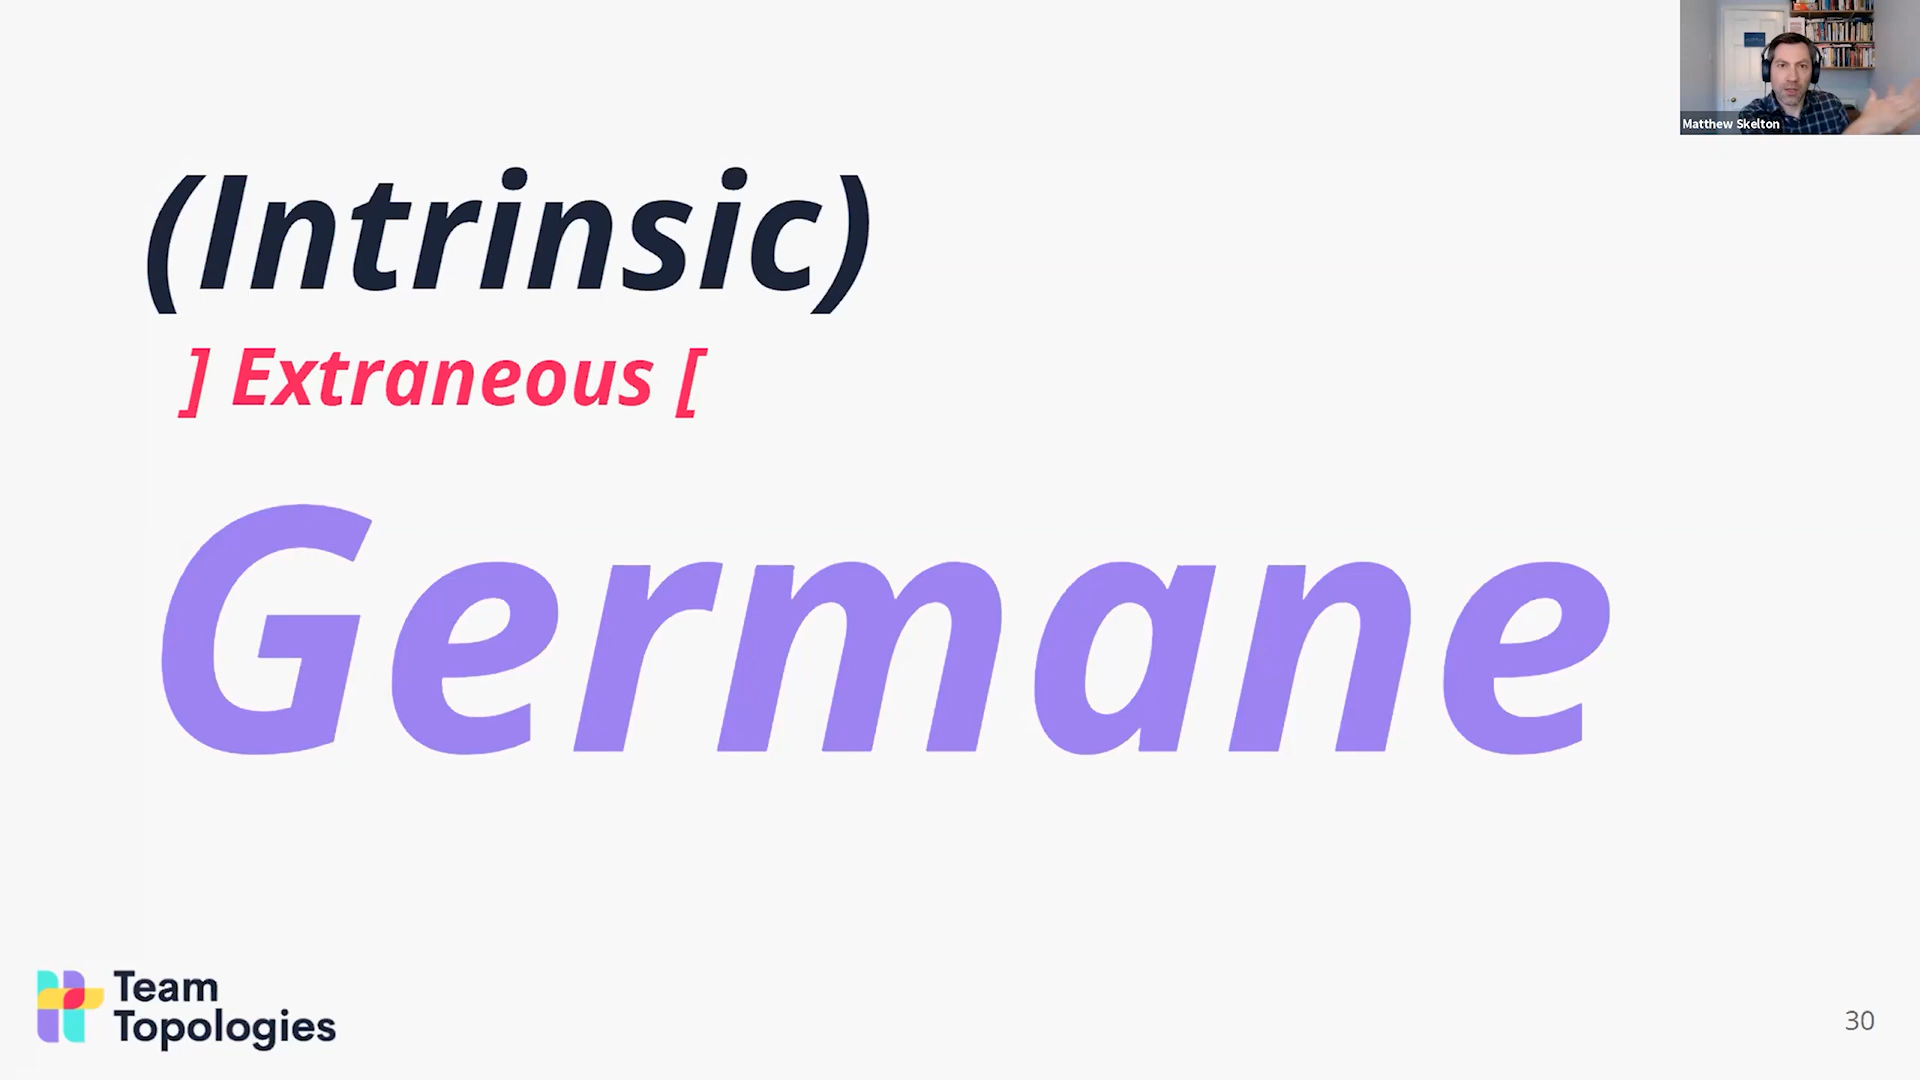 Matthew Skelton
(Intrinsic)
] Extraneous [
Germane
Team
Topologies
30